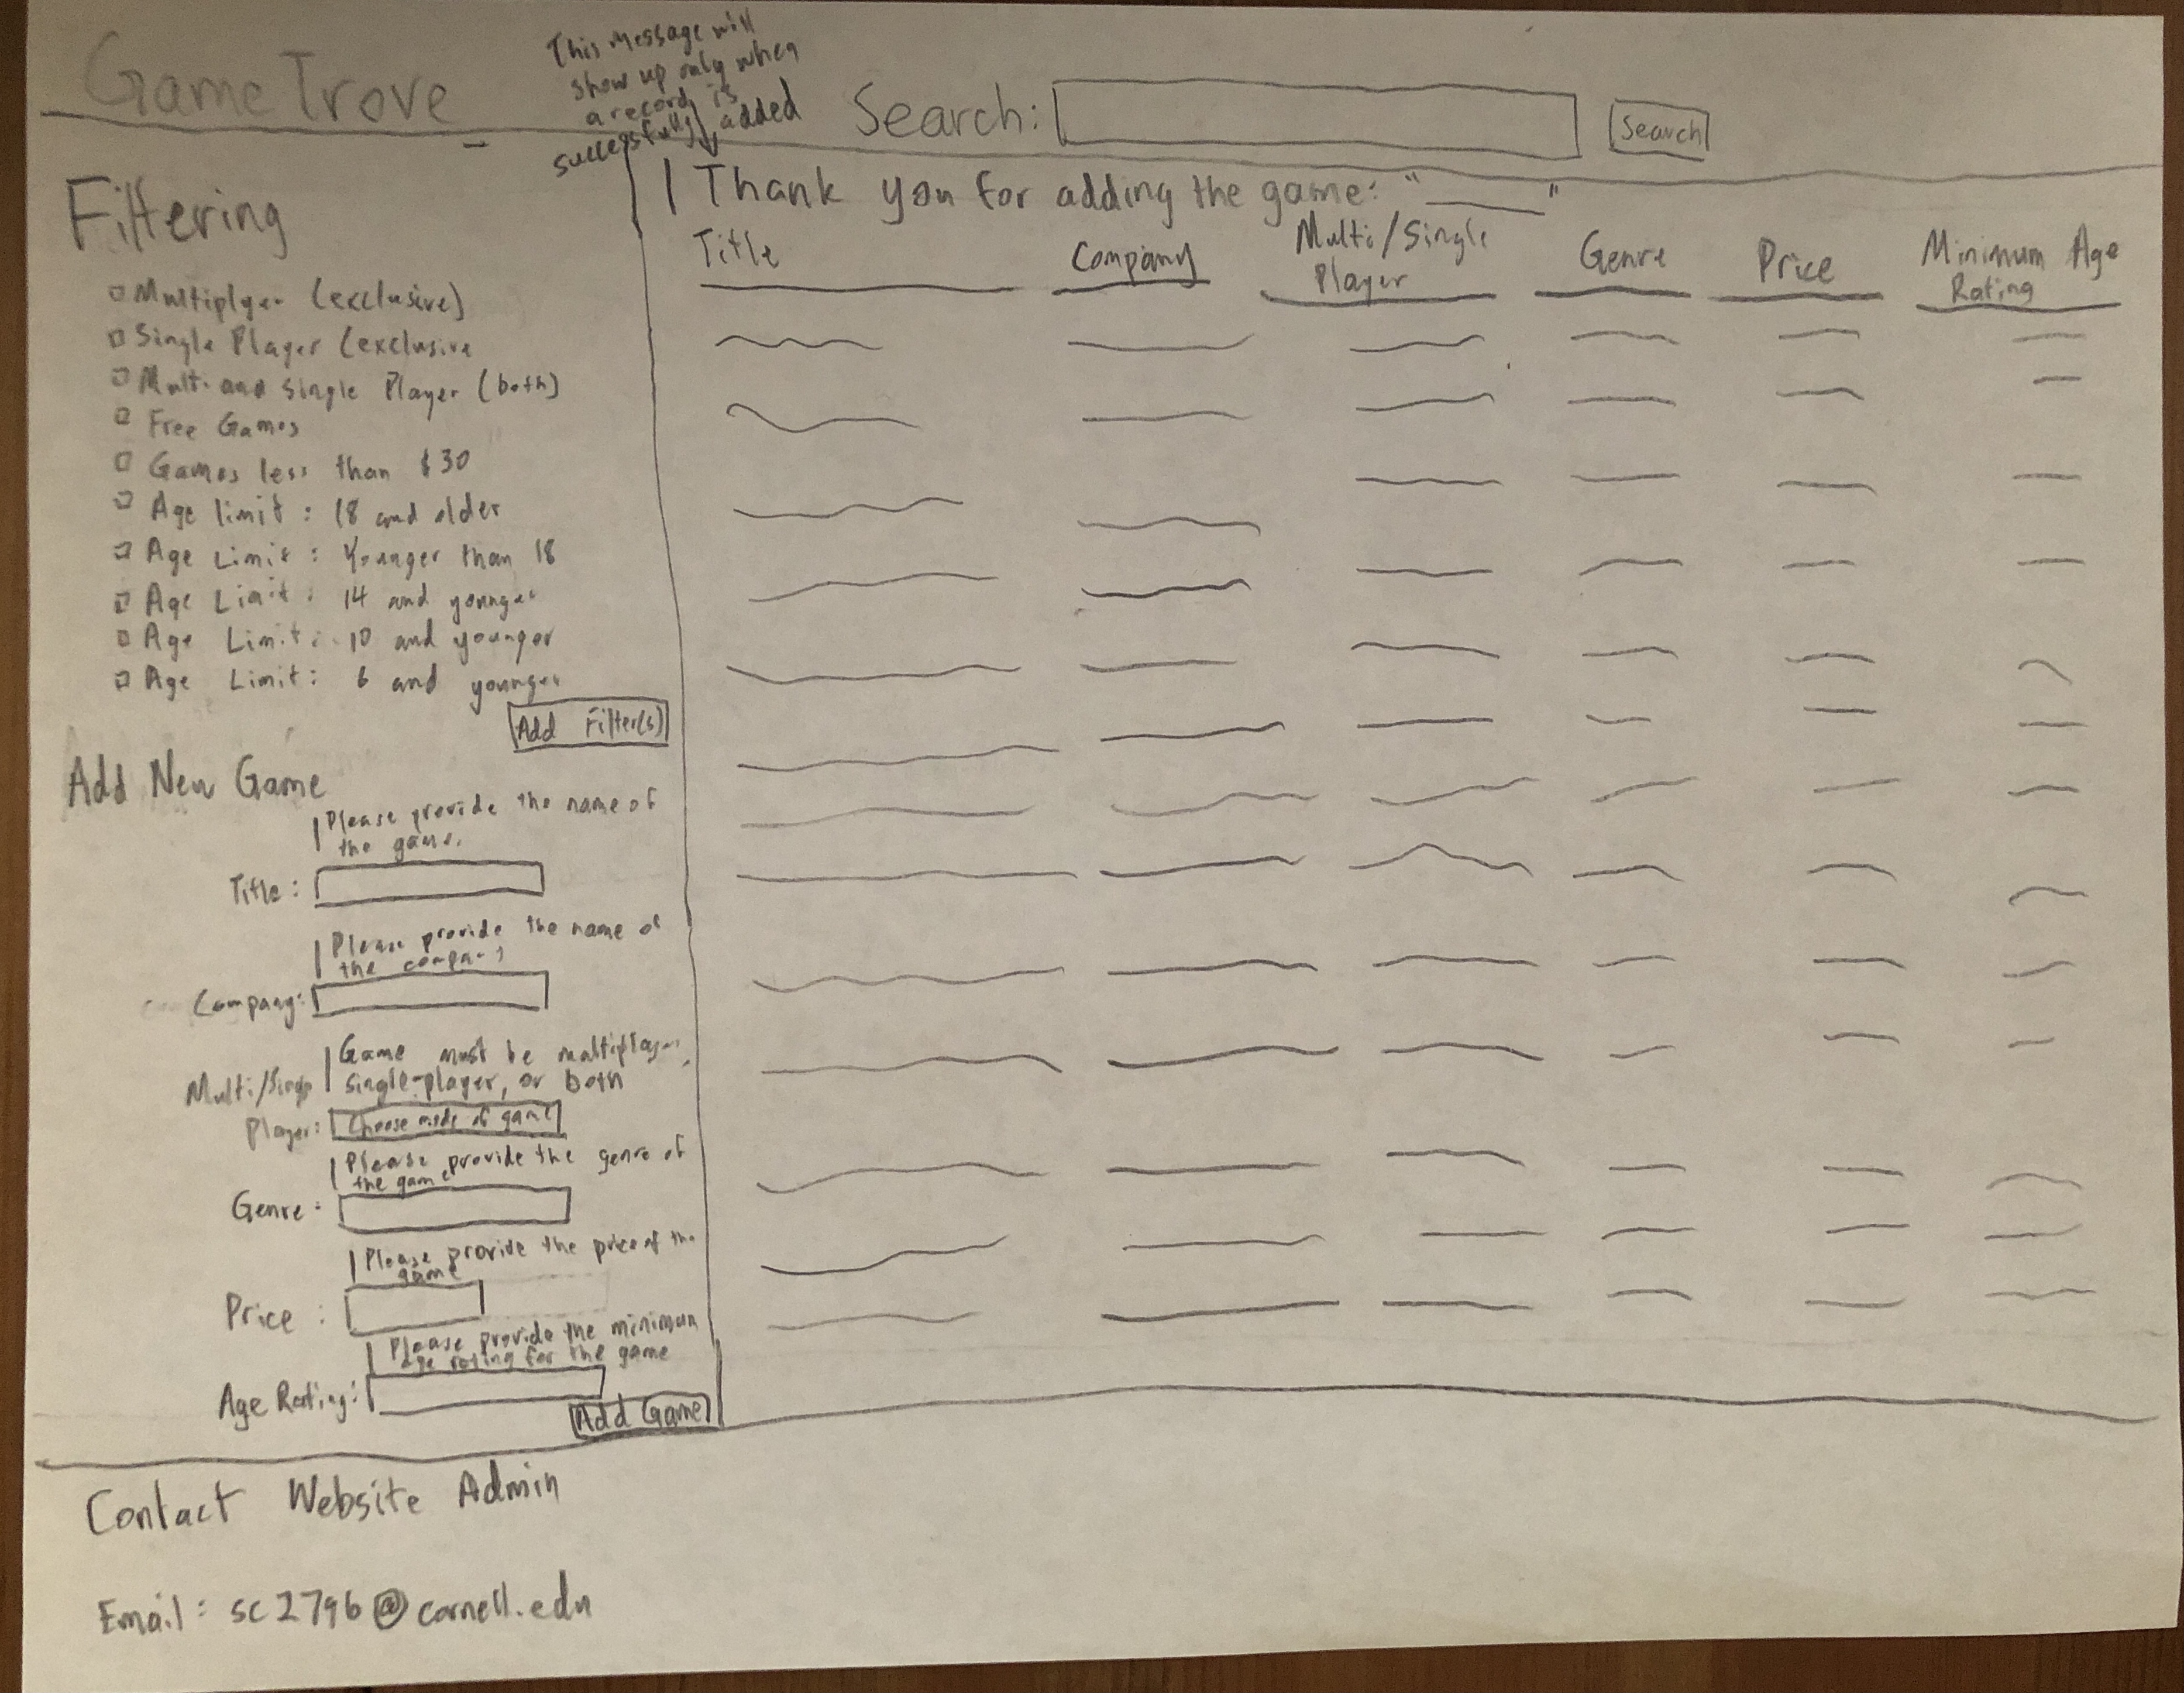 Game Trove
This message will
show up only when
a record is
successfully added
Search:
Search
Filtering
Multiplyer (exclusive)
Single Player (exclusive
Multi and Single Player (both)
Free Games
Games less than $30
Age limit : 18 and older
Age Limit : Younger than 18
Age Limit : 14 and younger
Age Limit : 10 and younger
Age Limit : 6 and younger
Add Filter(s)
Add New Game
Please provide the name of
the game.
Title :
Please provide the name of
the company
Company:
Game must be multiplayer,
Multi/Single single-player, or both
Player: Choose mode of game
Please provide the genre of
the game
Genre :
Please provide the price of the
game
Price :
Please provide the minimum
age rating for the game
Age Rating:
Add Game
Thank you for adding the game: "______"
Title Company Multi/Single Player Genre Price Minimum Age Rating
Contact Website Admin
Email : sc2796@cornell.edu